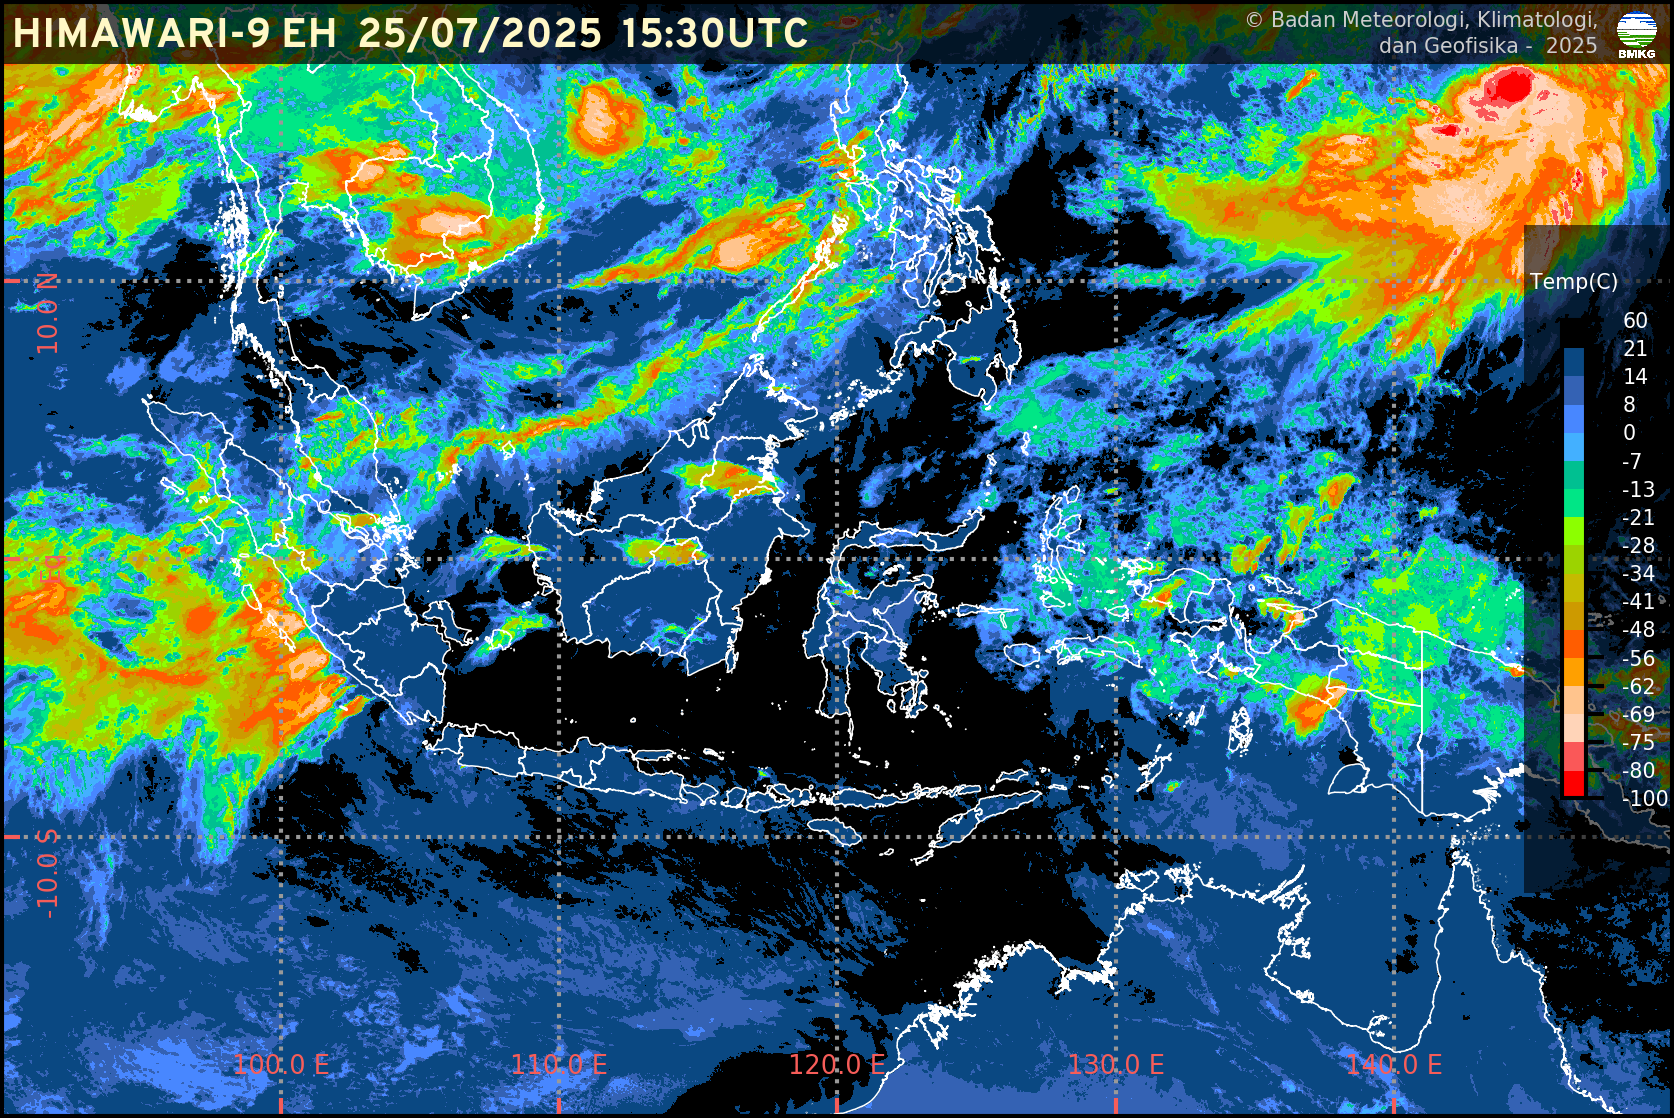 HIMAWARI-9 EH 25/07/2025 15:30UTC
© Badan Meteorologi, Klimatologi,
dan Geofisika - 2025
BMKG
Temp(C)
60
21
14
8
0
-7
-13
-21
-28
-34
-41
-48
-56
-62
-69
-75
-80
-100
10.0 N
EQ
-10.0 S
100.0 E
110.0 E
120.0 E
130.0 E
140.0 E